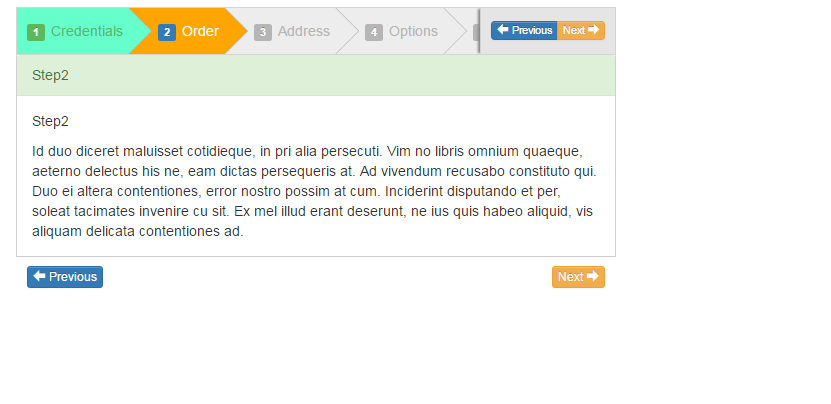 1 Credentials 2 Order 3 Address 4 Options Previous Next
Step2
Step2
Id duo diceret maluisset cotidieque, in pri alia persecuti. Vim no libris omnium quaeque,
aeterno delectus his ne, eam dictas persequeris at. Ad vivendum recusabo constituto qui.
Duo ei altera contentiones, error nostro possim at cum. Inciderint disputando et per,
soleat tacimates invenire cu sit. Ex mel illud erant deserunt, ne ius quis habeo aliquid, vis
aliquam delicata contentiones ad.
Previous Next